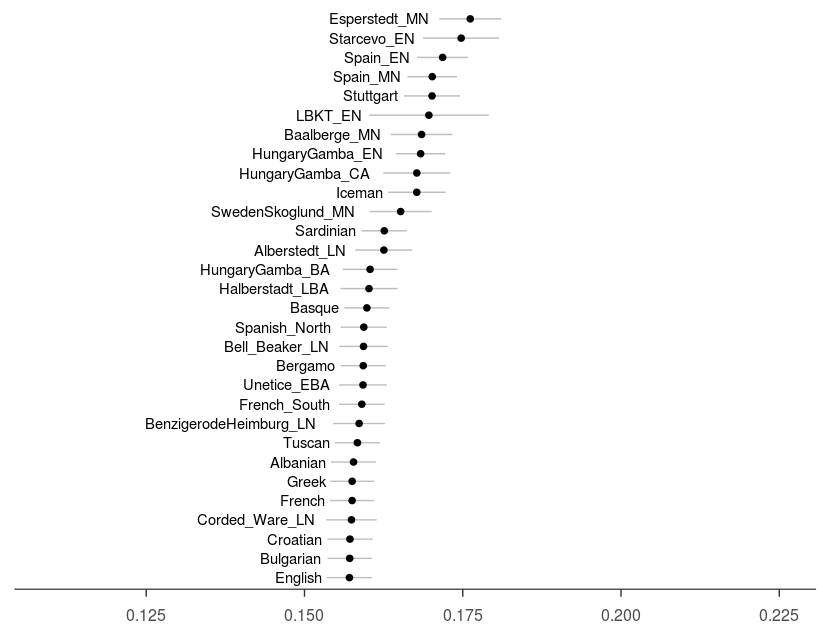 Esperstedt_MN
Starcevo_EN
Spain_EN
Spain_MN
Stuttgart
LBKT_EN
Baalberge_MN
HungaryGamba_EN
HungaryGamba_CA
Iceman
SwedenSkoglund_MN
Sardinian
Alberstedt_LN
HungaryGamba_BA
Halberstadt_LBA
Basque
Spanish_North
Bell_Beaker_LN
Bergamo
Unetice_EBA
French_South
BenzigerodeHeimburg_LN
Tuscan
Albanian
Greek
French
Corded_Ware_LN
Croatian
Bulgarian
English
0.125 0.150 0.175 0.200 0.225